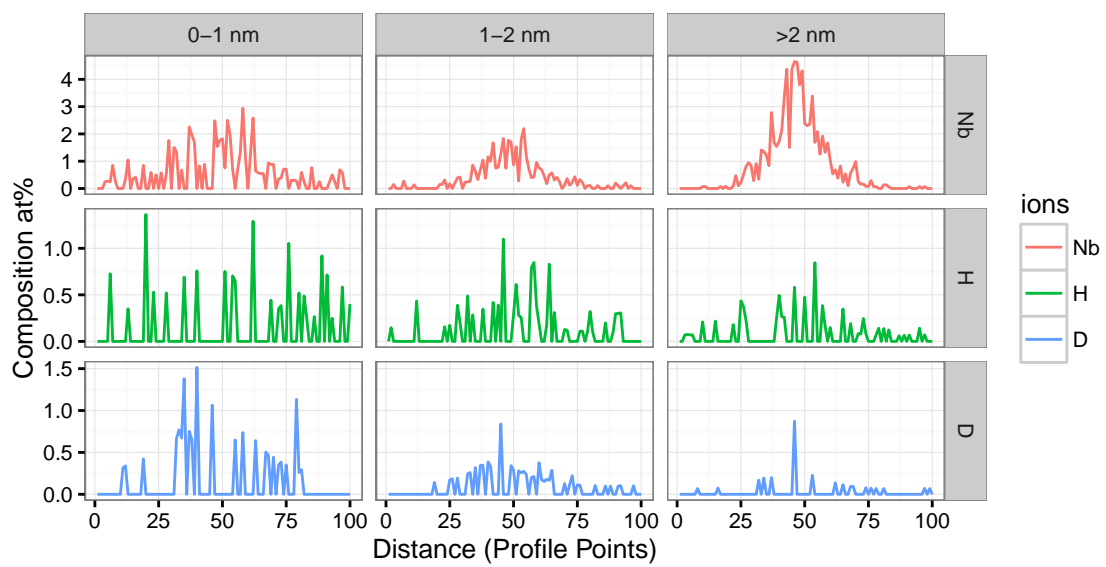 0–1 nm
1–2 nm
>2 nm
Composition at%
4
3
2
1
0
Nb
1.0
0.5
0.0
H
1.5
1.0
0.5
0.0
D
0 25 50 75 100
0 25 50 75 100
0 25 50 75 100
Distance (Profile Points)
ions
Nb
H
D